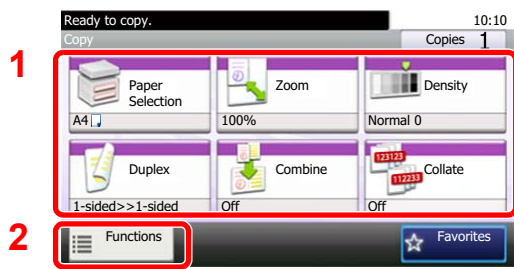 Ready to copy.
10:10
Copy
Copies 1
1
Paper
Selection
A4
Zoom
100%
Density
Normal 0
Duplex
1-sided>>1-sided
Combine
Off
123123
112233
Collate
Off
2
Functions
Favorites